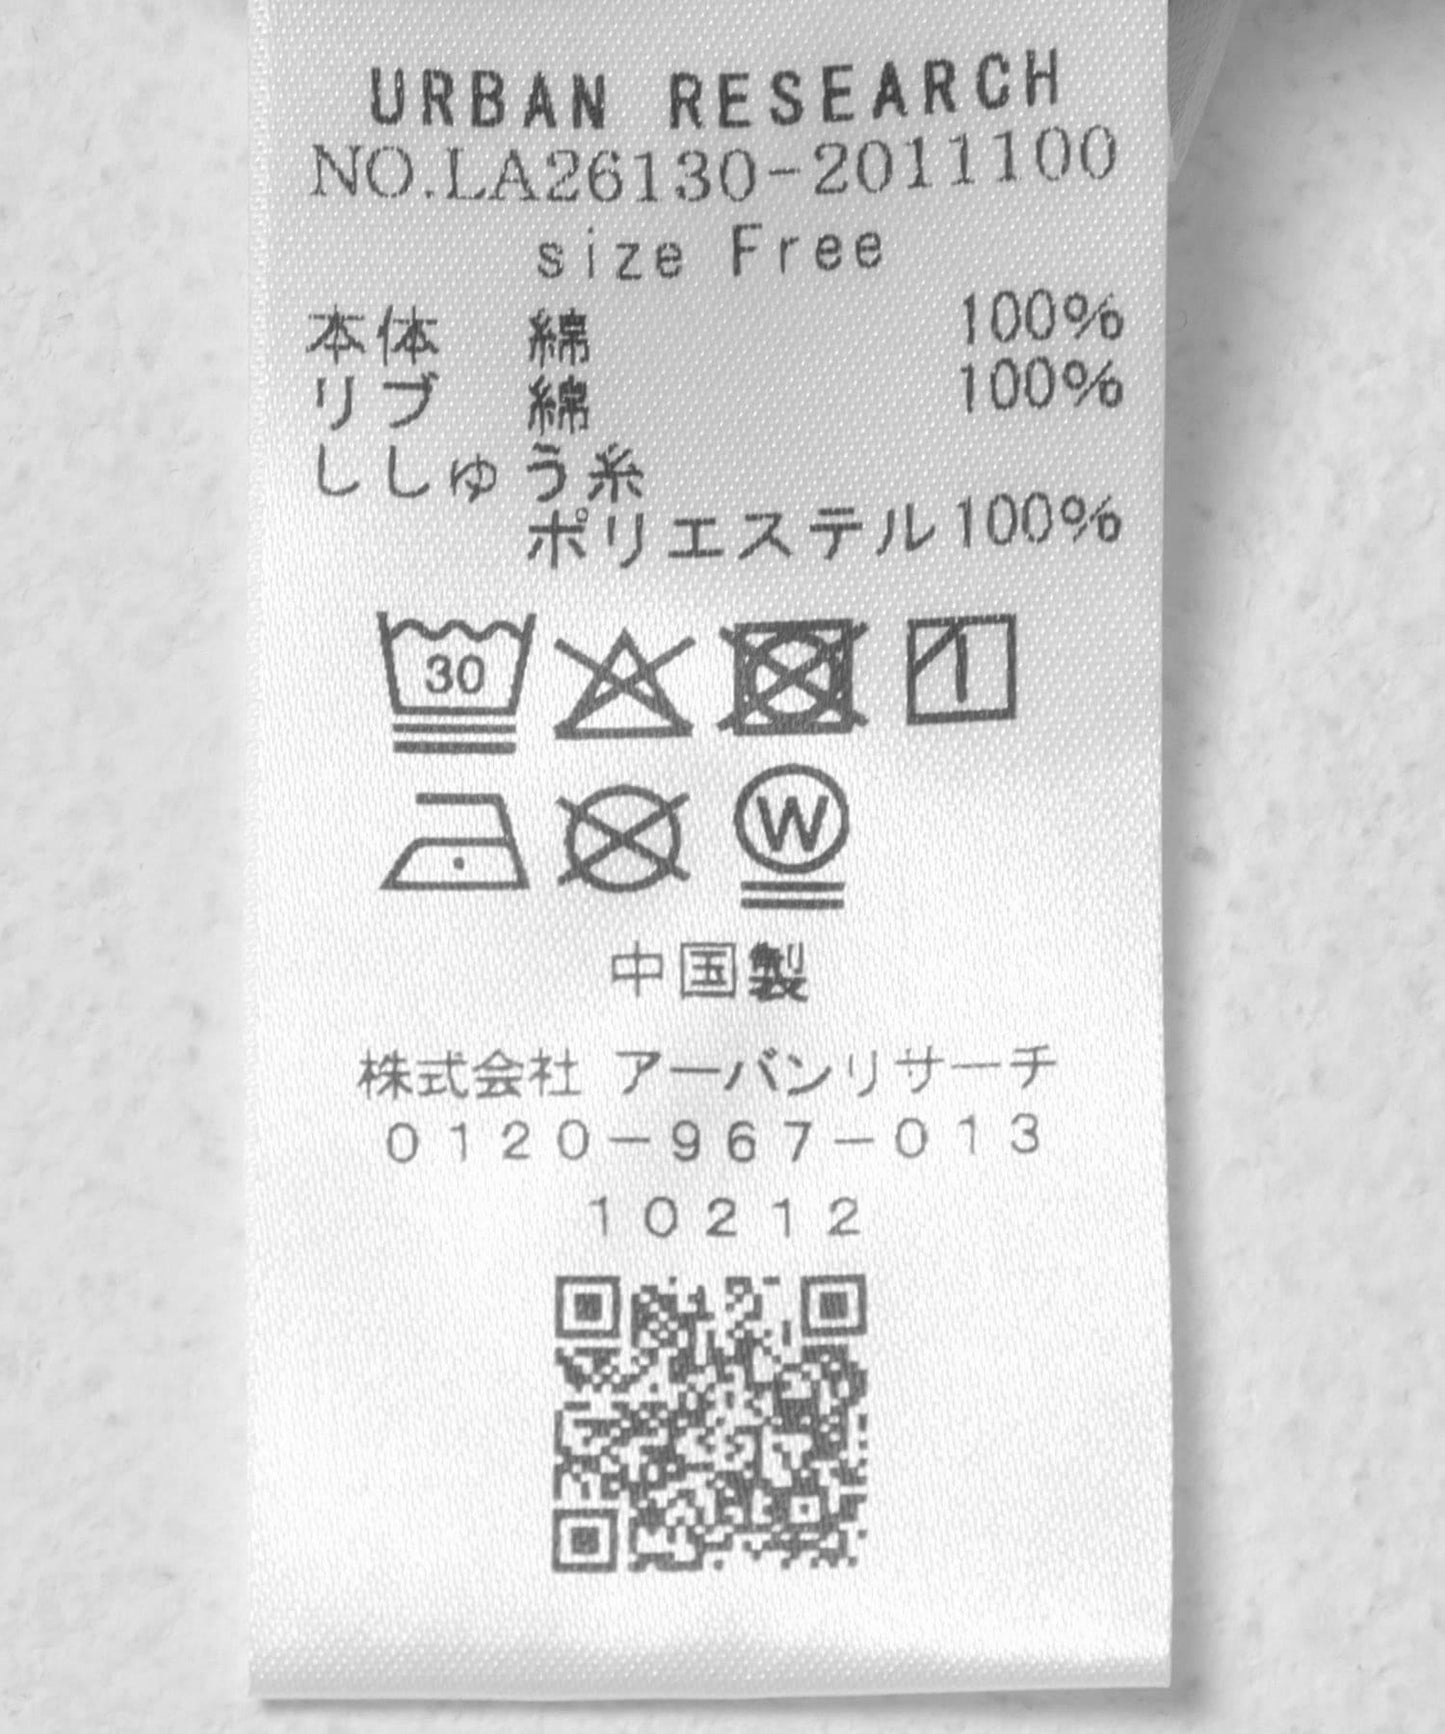 URBAN RESEARCH
NO.LA26130-2011100
size Free
本体 綿 100%
リブ 綿 100%
ししゅう糸
ポリエステル100%
30
W
中国製
株式会社 アーバンリサーチ
0120-967-013
10212